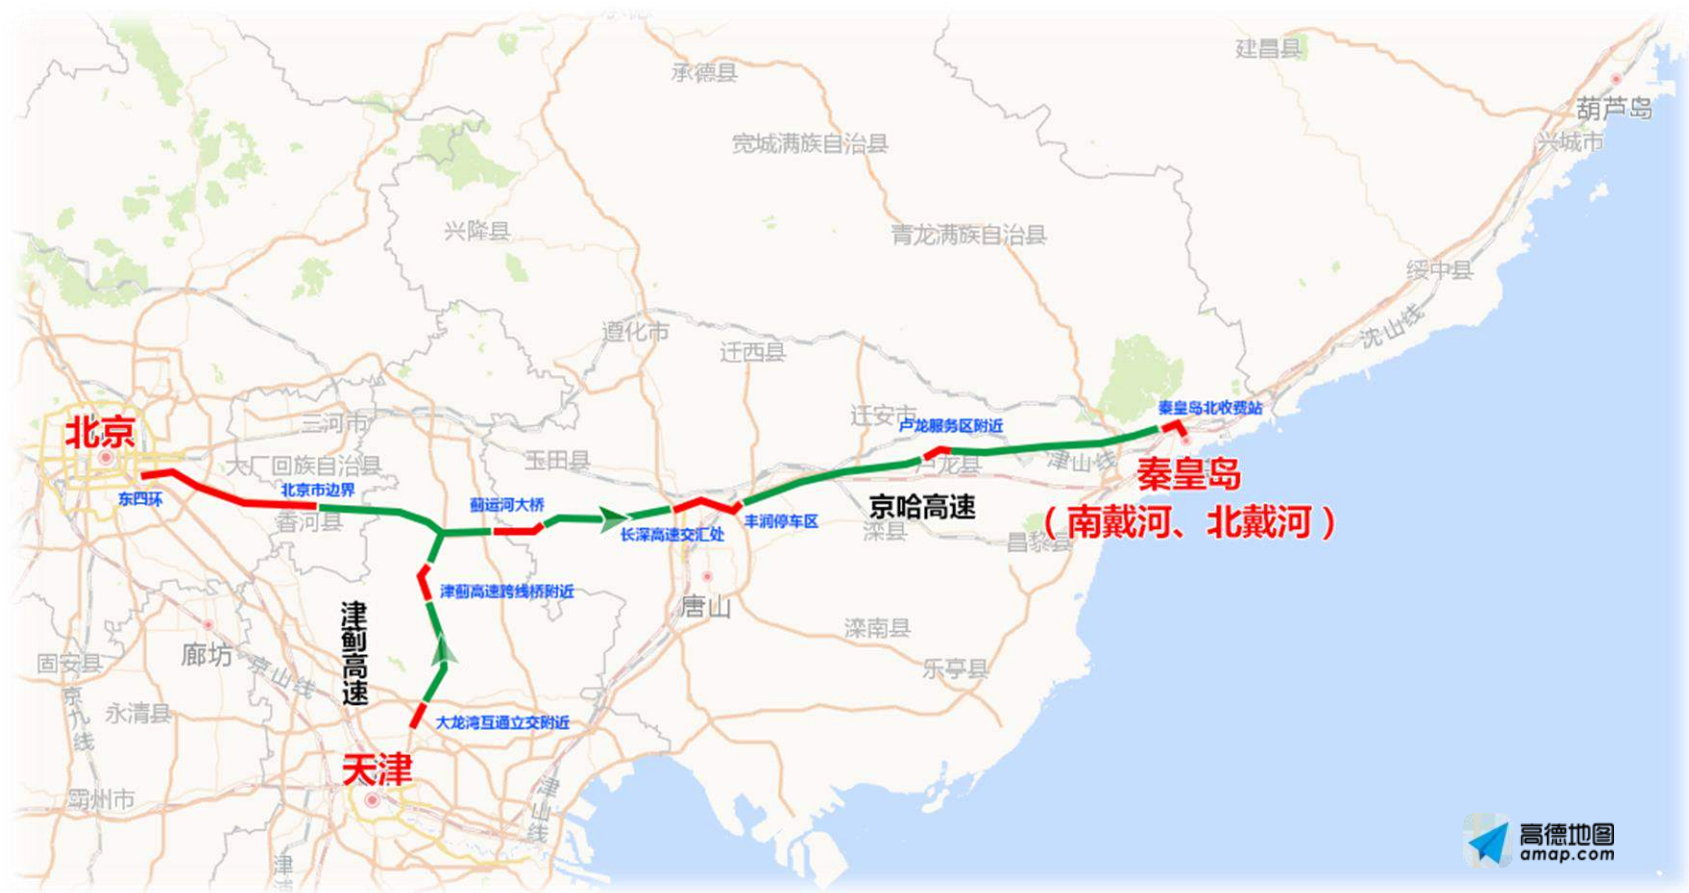 承德
建昌县
承德县
葫芦岛
兴城市
宽城满族自治县
兴隆县
青龙满族自治县
绥中县
沈山线
遵化市
迁西县
秦皇岛北收费站
迁安市
卢龙服务区附近
北京
三河市
大厂回族自治县
玉田县
卢龙县
津山线
秦皇岛
（南戴河、北戴河）
东四环
北京市边界
香河县
蓟运河大桥
长深高速交汇处
丰润停车区
京哈高速
滦县
昌黎县
津蓟高速跨线桥附近
唐山
津蓟高速
滦南县
廊坊
固安县
京山线
乐亭县
京九线
永清县
大龙湾互通立交附近
天津
霸州市
津山线
津浦
高德地图
amap.com